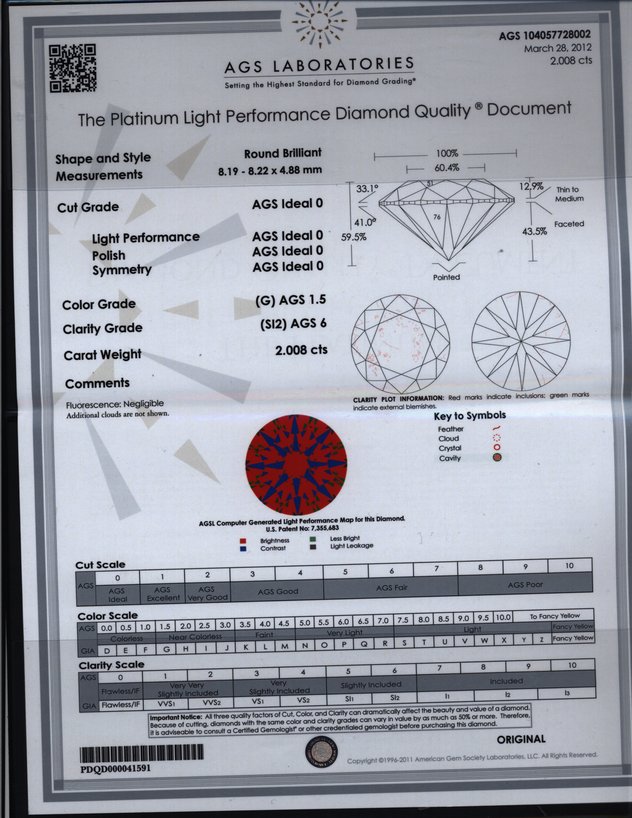 AGS 104057728002
March 28, 2012
2.008 cts
AGS LABORATORIES
Setting the Highest Standard for Diamond Grading®
The Platinum Light Performance Diamond Quality® Document
Shape and Style Round Brilliant
Measurements 8.19 - 8.22 x 4.88 mm
Cut Grade AGS Ideal 0
Light Performance AGS Ideal 0
Polish AGS Ideal 0
Symmetry AGS Ideal 0
Color Grade (G) AGS 1.5
Clarity Grade (SI2) AGS 6
Carat Weight 2.008 cts
Comments
Fluorescence: Negligible
Additional clouds are not shown.
100%
60.4%
33.1°
51
12.9%
Thin to
Medium
41.0°
76
Faceted
59.5%
43.5%
Pointed
CLARITY PLOT INFORMATION: Red marks indicate inclusions; green marks
indicate external blemishes.
Key to Symbols
Feather
Cloud
Crystal
Cavity
AGSL Computer Generated Light Performance Map for this Diamond.
U.S. Patent No: 7,355,683
Brightness Less Bright
Contrast Light Leakage
Cut Scale
AGS 0 1 2 3 4 5 6 7 8 9 10
AGS Ideal AGS Excellent AGS Very Good AGS Good AGS Fair AGS Poor
Color Scale
AGS 0.0 0.5 1.0 1.5 2.0 2.5 3.0 3.5 4.0 4.5 5.0 5.5 6.0 6.5 7.0 7.5 8.0 8.5 9.0 9.5 10.0 To Fancy Yellow
Colorless Near Colorless Faint Very Light Light Fancy Yellow
GIA D E F G H I J K L M N O P Q R S T U V W X Y Z Fancy Yellow
Clarity Scale
AGS 0 1 2 3 4 5 6 7 8 9 10
Flawless/IF Very Very Slightly Included Very Slightly Included Slightly Included Included
GIA Flawless/IF VVS1 VVS2 VS1 VS2 SI1 SI2 I1 I2 I3
Important Notice: All three quality factors of Cut, Color, and Clarity can dramatically affect the beauty and value of a diamond.
Because of cutting, diamonds with the same color and clarity grades can vary in value by as much as 50% or more. Therefore,
it is advisable to consult a Certified Gemologist® or other credentialed gemologist before purchasing this diamond.
ORIGINAL
PDQD000041591
Copyright ©1996-2011 American Gem Society Laboratories, LLC. All Rights Reserved.